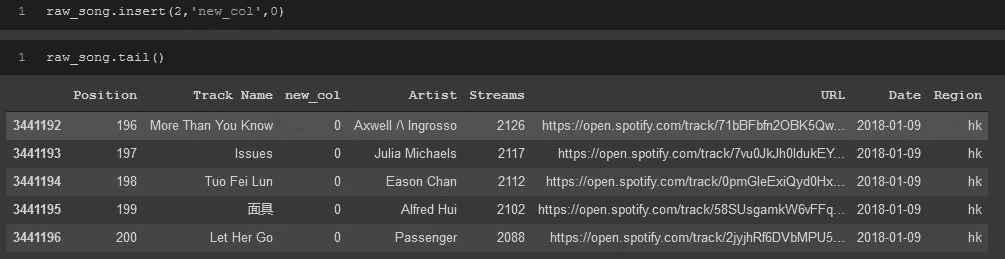 1 raw_song.insert(2,'new_col',0)
1 raw_song.tail()
Position Track Name new_col Artist Streams URL Date Region
3441192 196 More Than You Know 0 Axwell /\ Ingrosso 2126 https://open.spotify.com/track/71bBFbfn2OBK5Qw... 2018-01-09 hk
3441193 197 Issues 0 Julia Michaels 2117 https://open.spotify.com/track/7vu0JkJh0ldukEY... 2018-01-09 hk
3441194 198 Tuo Fei Lun 0 Eason Chan 2112 https://open.spotify.com/track/0pmGleExiQyd0Hx... 2018-01-09 hk
3441195 199 面具 0 Alfred Hui 2102 https://open.spotify.com/track/58SUsgamkW6vFFq... 2018-01-09 hk
3441196 200 Let Her Go 0 Passenger 2088 https://open.spotify.com/track/2jyjhRf6DVbMPU5... 2018-01-09 hk